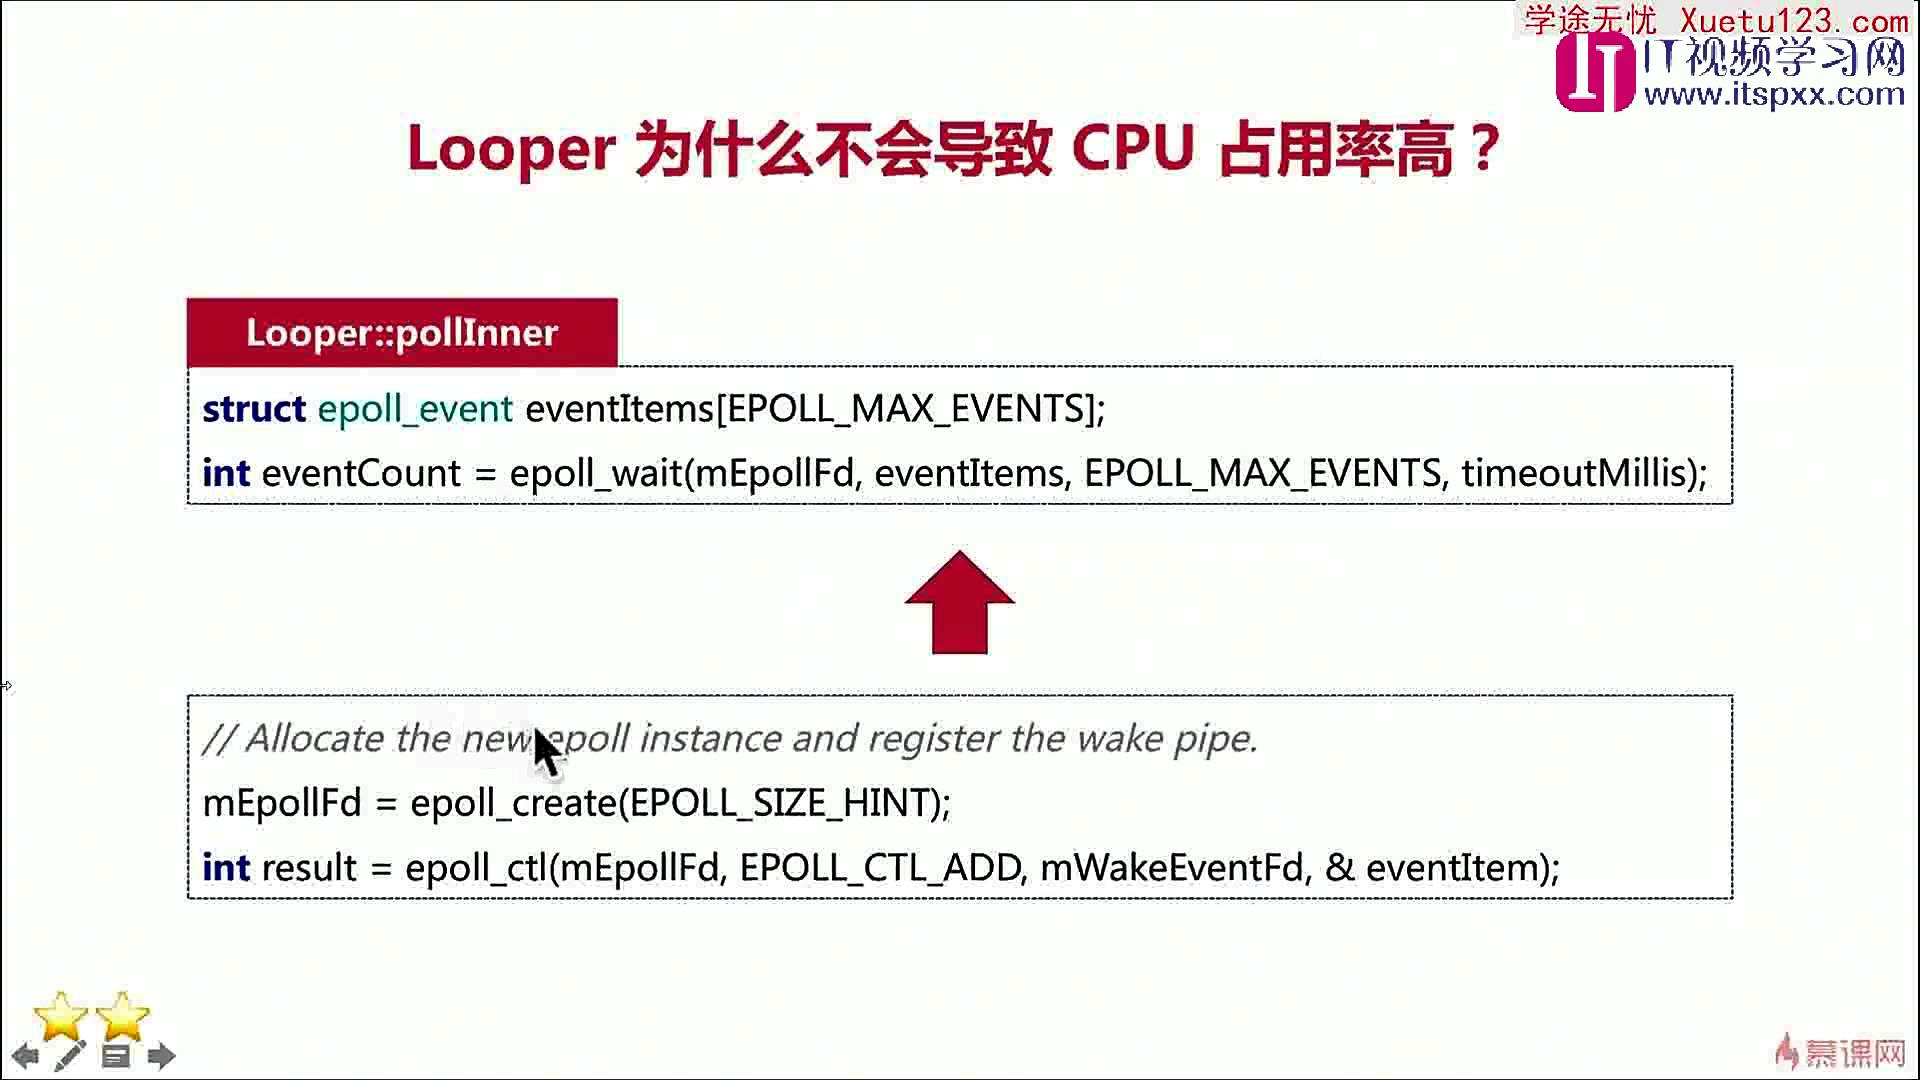 学途无忧 Xuetu123.com
IT视频学习网
www.itspxx.com
Looper 为什么不会导致 CPU 占用率高？
Looper::pollInner
struct epoll_event eventItems[EPOLL_MAX_EVENTS];
int eventCount = epoll_wait(mEpollFd, eventItems, EPOLL_MAX_EVENTS, timeoutMillis);
// Allocate the new epoll instance and register the wake pipe.
mEpollFd = epoll_create(EPOLL_SIZE_HINT);
int result = epoll_ctl(mEpollFd, EPOLL_CTL_ADD, mWakeEventFd, & eventItem);
慕课网